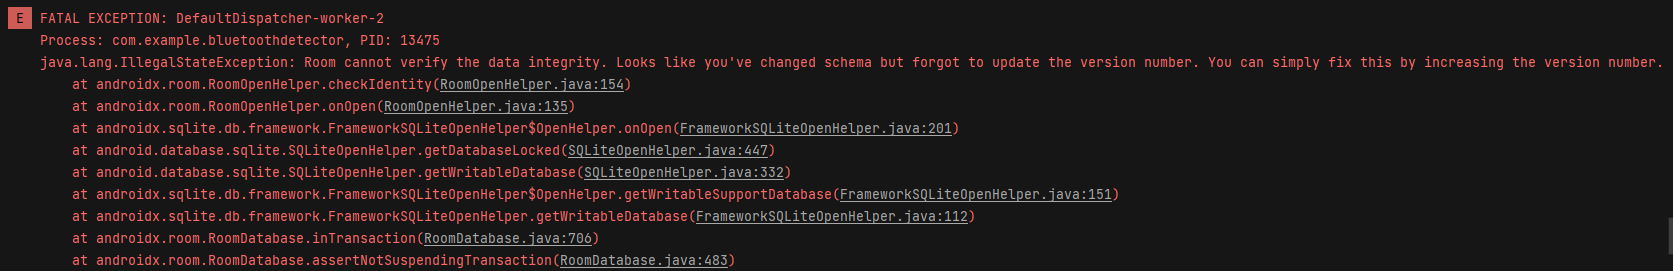 E FATAL EXCEPTION: DefaultDispatcher-worker-2
Process: com.example.bluetoothdetector, PID: 13475
java.lang.IllegalStateException: Room cannot verify the data integrity. Looks like you've changed schema but forgot to update the version number. You can simply fix this by increasing the version number.
at androidx.room.RoomOpenHelper.checkIdentity(RoomOpenHelper.java:154)
at androidx.room.RoomOpenHelper.onOpen(RoomOpenHelper.java:135)
at androidx.sqlite.db.framework.FrameworkSQLiteOpenHelper$OpenHelper.onOpen(FrameworkSQLiteOpenHelper.java:201)
at android.database.sqlite.SQLiteOpenHelper.getDatabaseLocked(SQLiteOpenHelper.java:447)
at android.database.sqlite.SQLiteOpenHelper.getWritableDatabase(SQLiteOpenHelper.java:332)
at androidx.sqlite.db.framework.FrameworkSQLiteOpenHelper$OpenHelper.getWritableSupportDatabase(FrameworkSQLiteOpenHelper.java:151)
at androidx.sqlite.db.framework.FrameworkSQLiteOpenHelper.getWritableDatabase(FrameworkSQLiteOpenHelper.java:112)
at androidx.room.RoomDatabase.inTransaction(RoomDatabase.java:706)
at androidx.room.RoomDatabase.assertNotSuspendingTransaction(RoomDatabase.java:483)